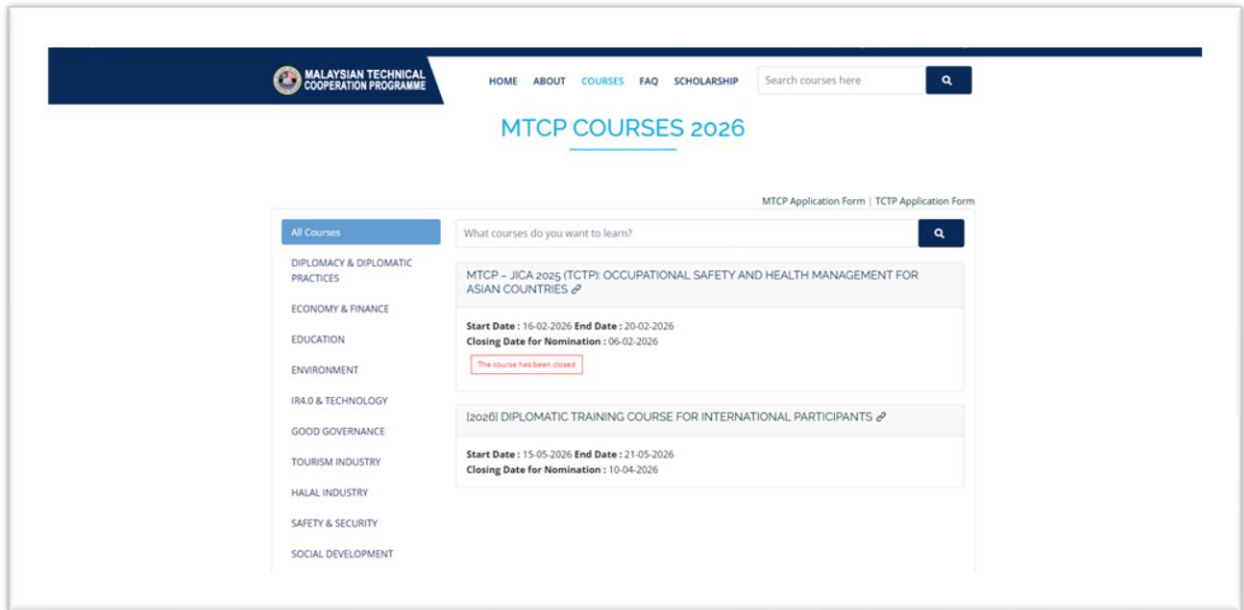 MALAYSIAN TECHNICAL
COOPERATION PROGRAMME
HOME ABOUT COURSES FAQ SCHOLARSHIP Search courses here
MTCP COURSES 2026
MTCP Application Form | TCTP Application Form
All Courses
DIPLOMACY & DIPLOMATIC
PRACTICES
ECONOMY & FINANCE
EDUCATION
ENVIRONMENT
IR4.0 & TECHNOLOGY
GOOD GOVERNANCE
TOURISM INDUSTRY
HALAL INDUSTRY
SAFETY & SECURITY
SOCIAL DEVELOPMENT
What courses do you want to learn?
MTCP – JICA 2025 (TCTP): OCCUPATIONAL SAFETY AND HEALTH MANAGEMENT FOR
ASIAN COUNTRIES
Start Date : 16-02-2026 End Date : 20-02-2026
Closing Date for Nomination : 06-02-2026
The course has been closed
[2026] DIPLOMATIC TRAINING COURSE FOR INTERNATIONAL PARTICIPANTS
Start Date : 15-05-2026 End Date : 21-05-2026
Closing Date for Nomination : 10-04-2026